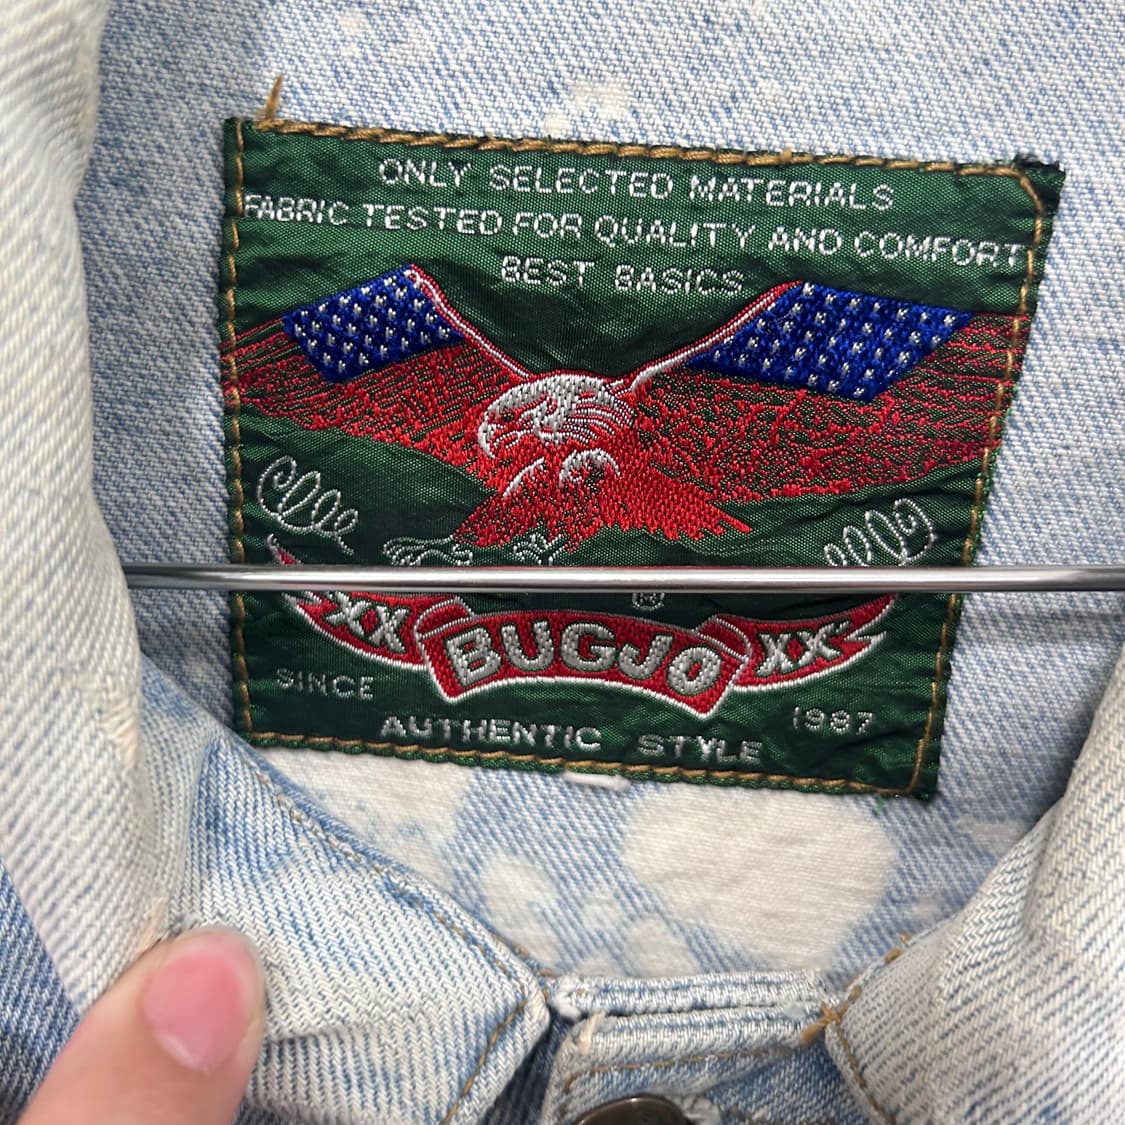 ONLY SELECTED MATERIALS
FABRIC TESTED FOR QUALITY AND COMFORT
BEST BASICS
®
XX BUGJO XX
SINCE 1987
AUTHENTIC STYLE